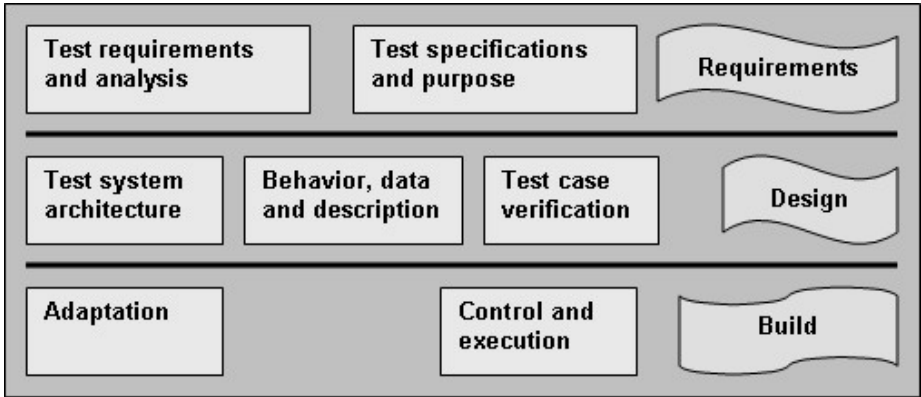 Test requirements
and analysis
Test specifications
and purpose
Requirements
Test system
architecture
Behavior, data
and description
Test case
verification
Design
Adaptation
Control and
execution
Build